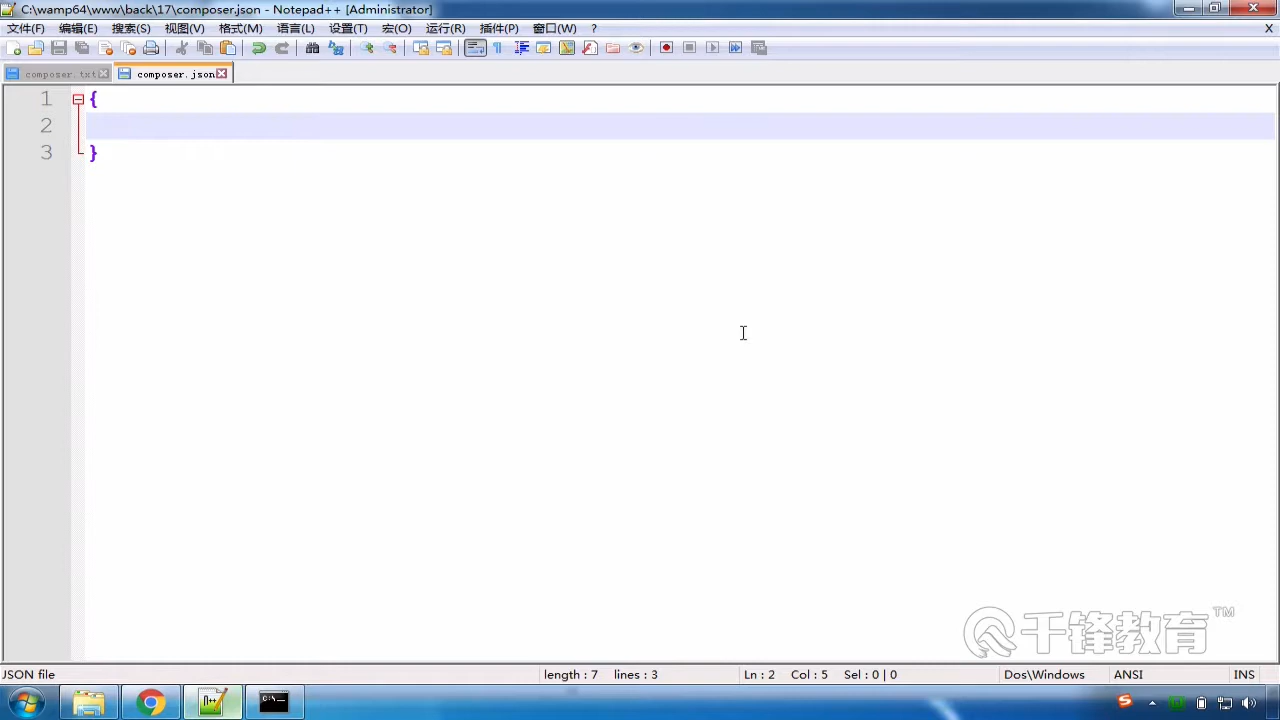 C:\wamp64\www\back\17\composer.json - Notepad++ [Administrator]
文件(F) 编辑(E) 搜索(S) 视图(V) 格式(M) 语言(L) 设置(T) 宏(O) 运行(R) 插件(P) 窗口(W) ? X
composer.txt composer.json
1 {
2
3 }
千锋教育™
JSON file length : 7 lines : 3 Ln : 2 Col : 5 Sel : 0 | 0 Dos\Windows ANSI INS